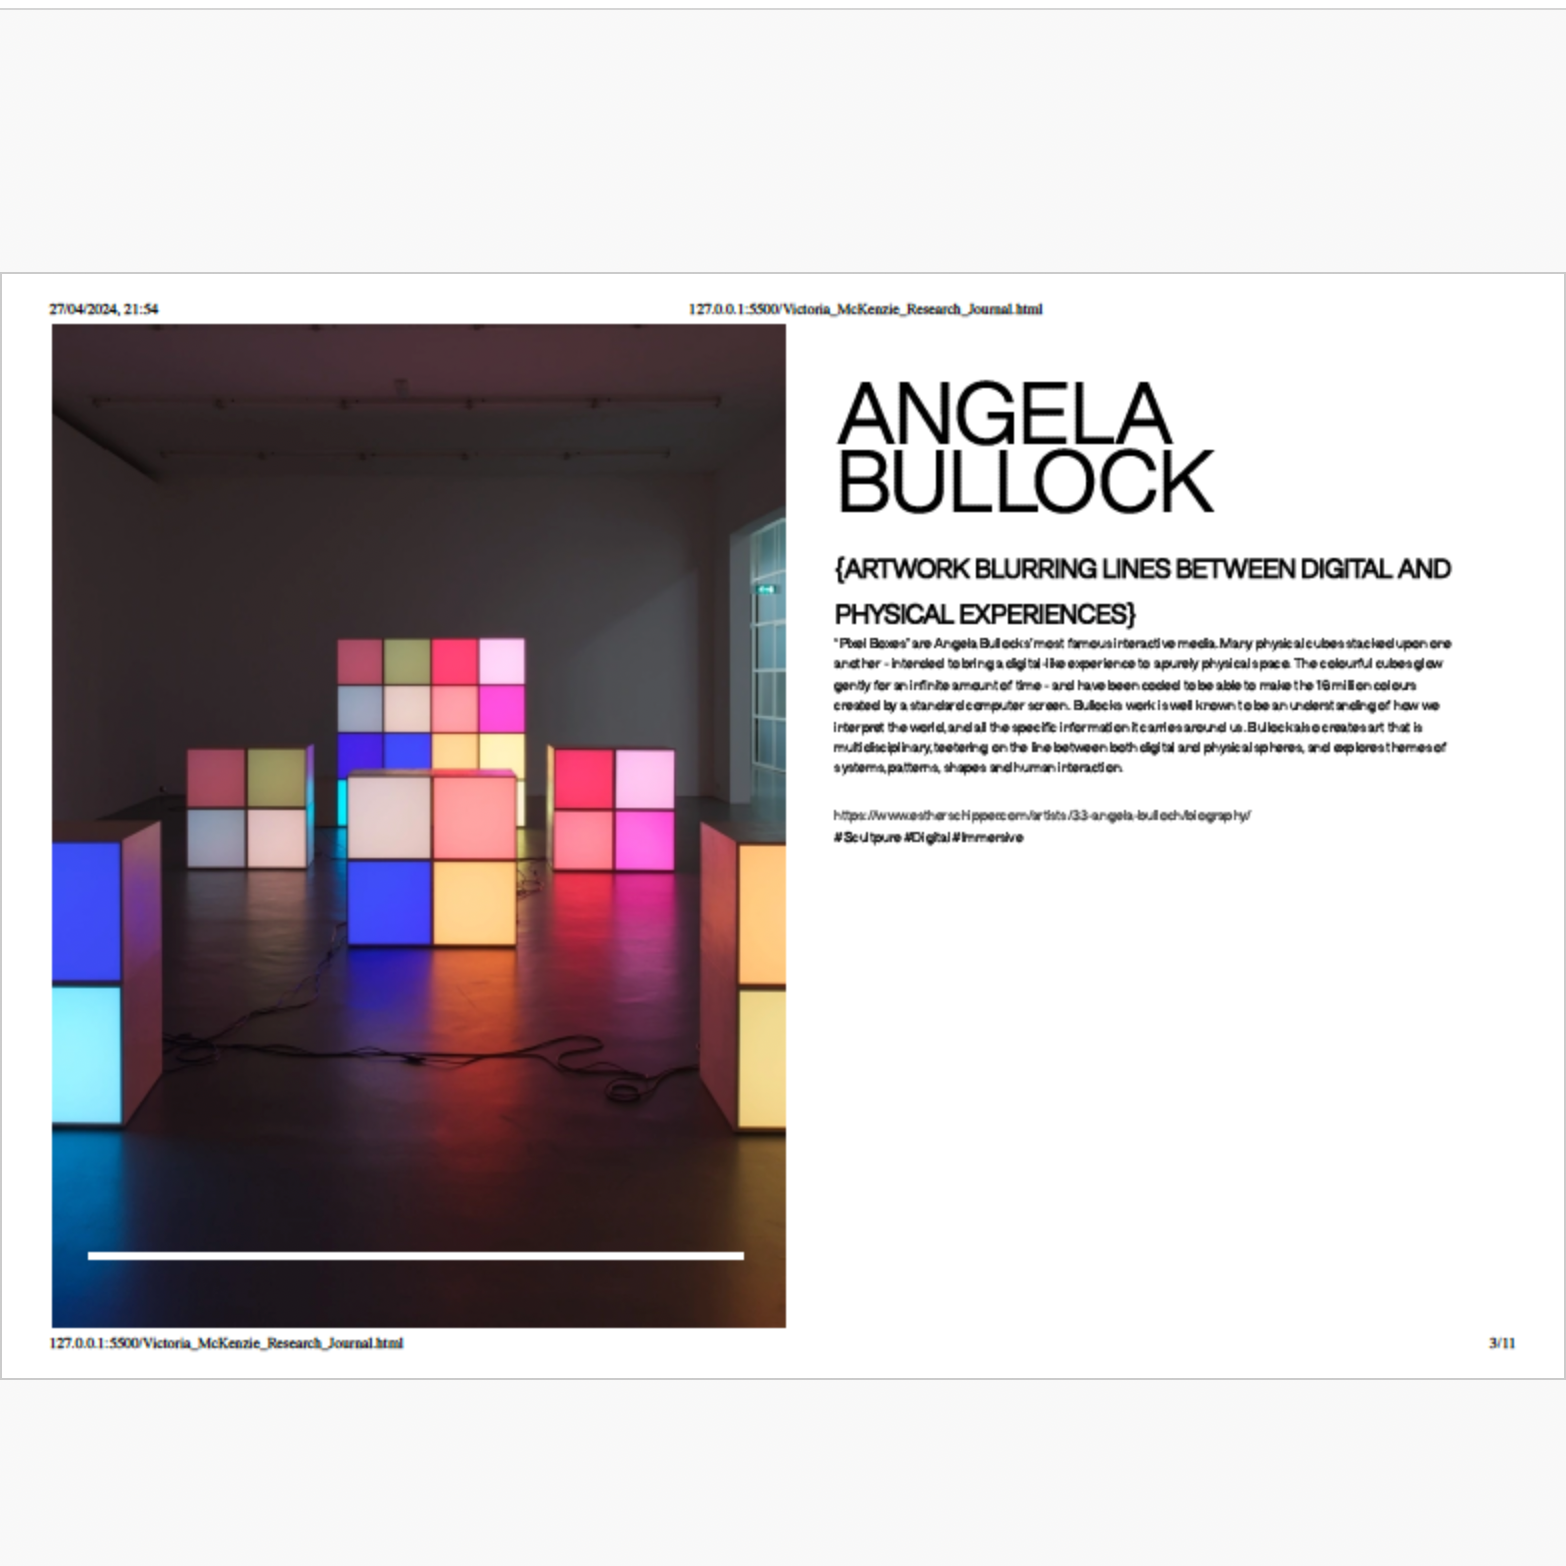 27/04/2024, 21:54
127.0.0.1:5500/Victoria_McKenzie_Research_Journal.html
ANGELA
BULLOCK
{ARTWORK BLURRING LINES BETWEEN DIGITAL AND
PHYSICAL EXPERIENCES}
"Pixel Boxes" are Angela Bullocks' most famous interactive media. Many physical cubes stacked upon one
another - intended to bring a digital-like experience to a purely physical space. The colourful cubes glow
gently for an infinite amount of time - and have been coded to be able to make the 16 million colours
created by a standard computer screen. Bullocks work is well known to be an understanding of how we
interpret the world, and all the specific information it carries around us. Bullock also creates art that is
multidisciplinary, teetering on the line between both digital and physical spheres, and explores themes of
systems, patterns, shapes and human interaction.
https://www.estherschipper.com/artists/33-angela-bulloch/biography/
#Scultpure #Digital #Immersive
127.0.0.1:5500/Victoria_McKenzie_Research_Journal.html
3/11